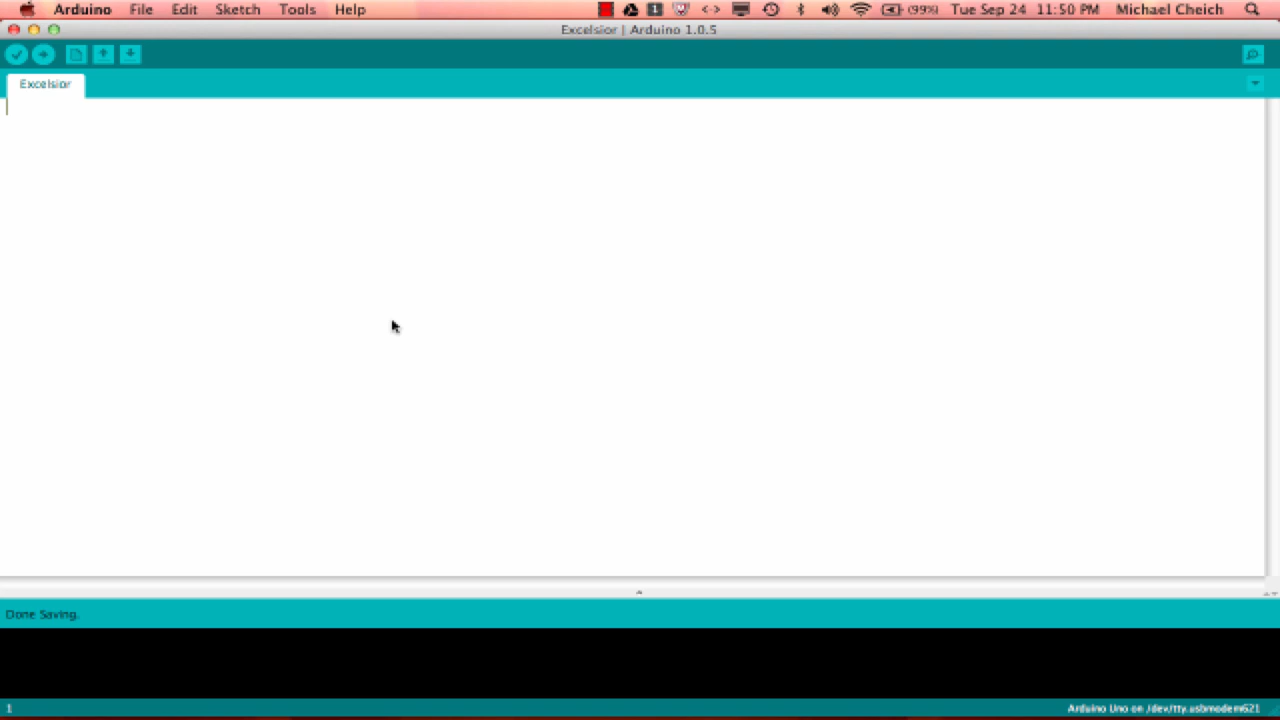 Arduino File Edit Sketch Tools Help 1 (99%) Tue Sep 24 11:50 PM Michael Cheich
Excelsior | Arduino 1.0.5
Excelsior
Done Saving.
1 Arduino Uno on /dev/tty.usbmodem621